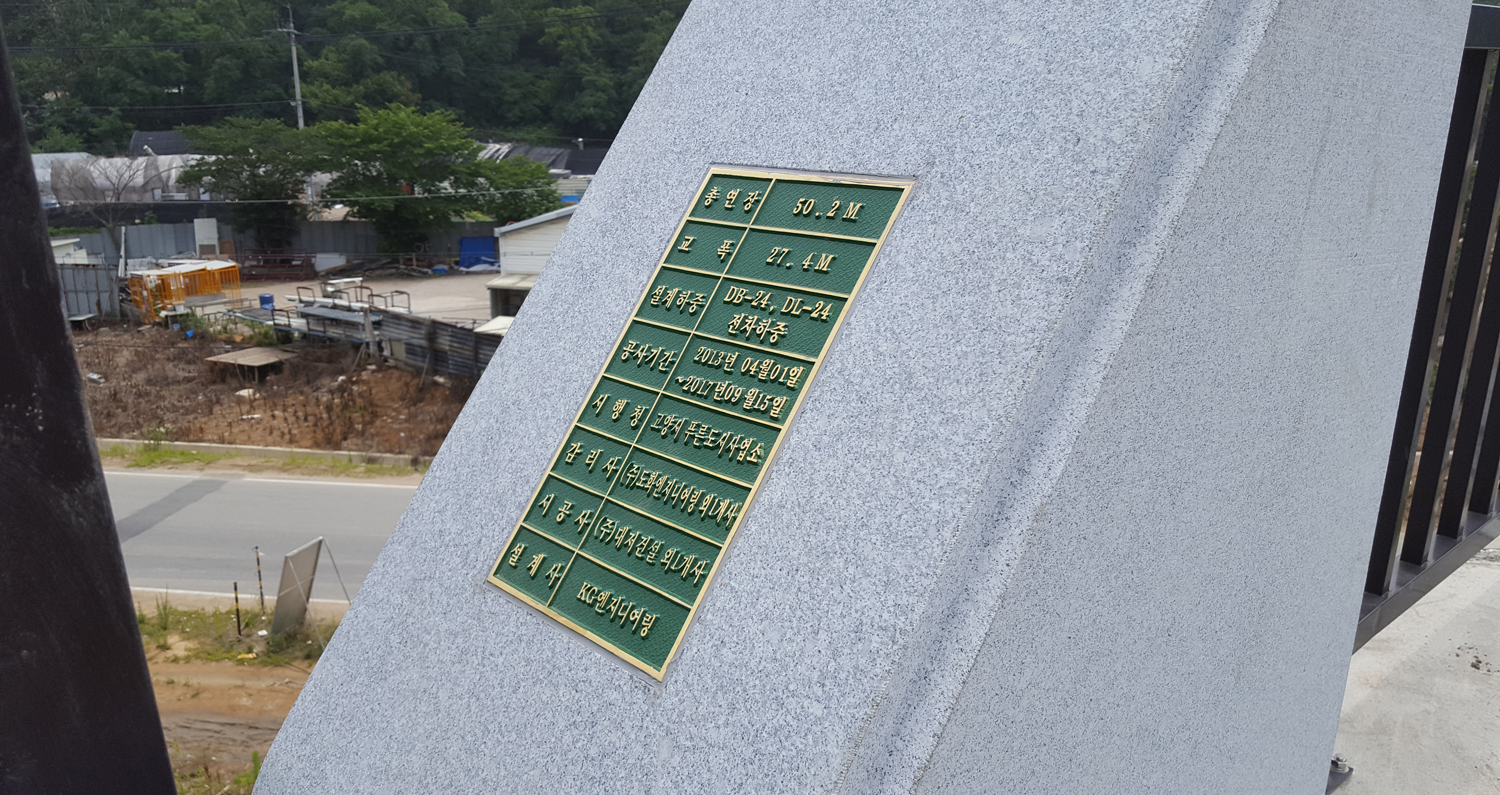 총 연 장 50.2 M
교 폭 27.4 M
설계하중 DB-24, DL-24
전차하중
공사기간 2013년 04월01일
~2017년09월15일
시 행 청 고양시 푸른도시사업소
감 리 사 (주)도화엔지니어링 외1개사
시 공 사 (주)대저건설 외1개사
설 계 사 KG엔지니어링